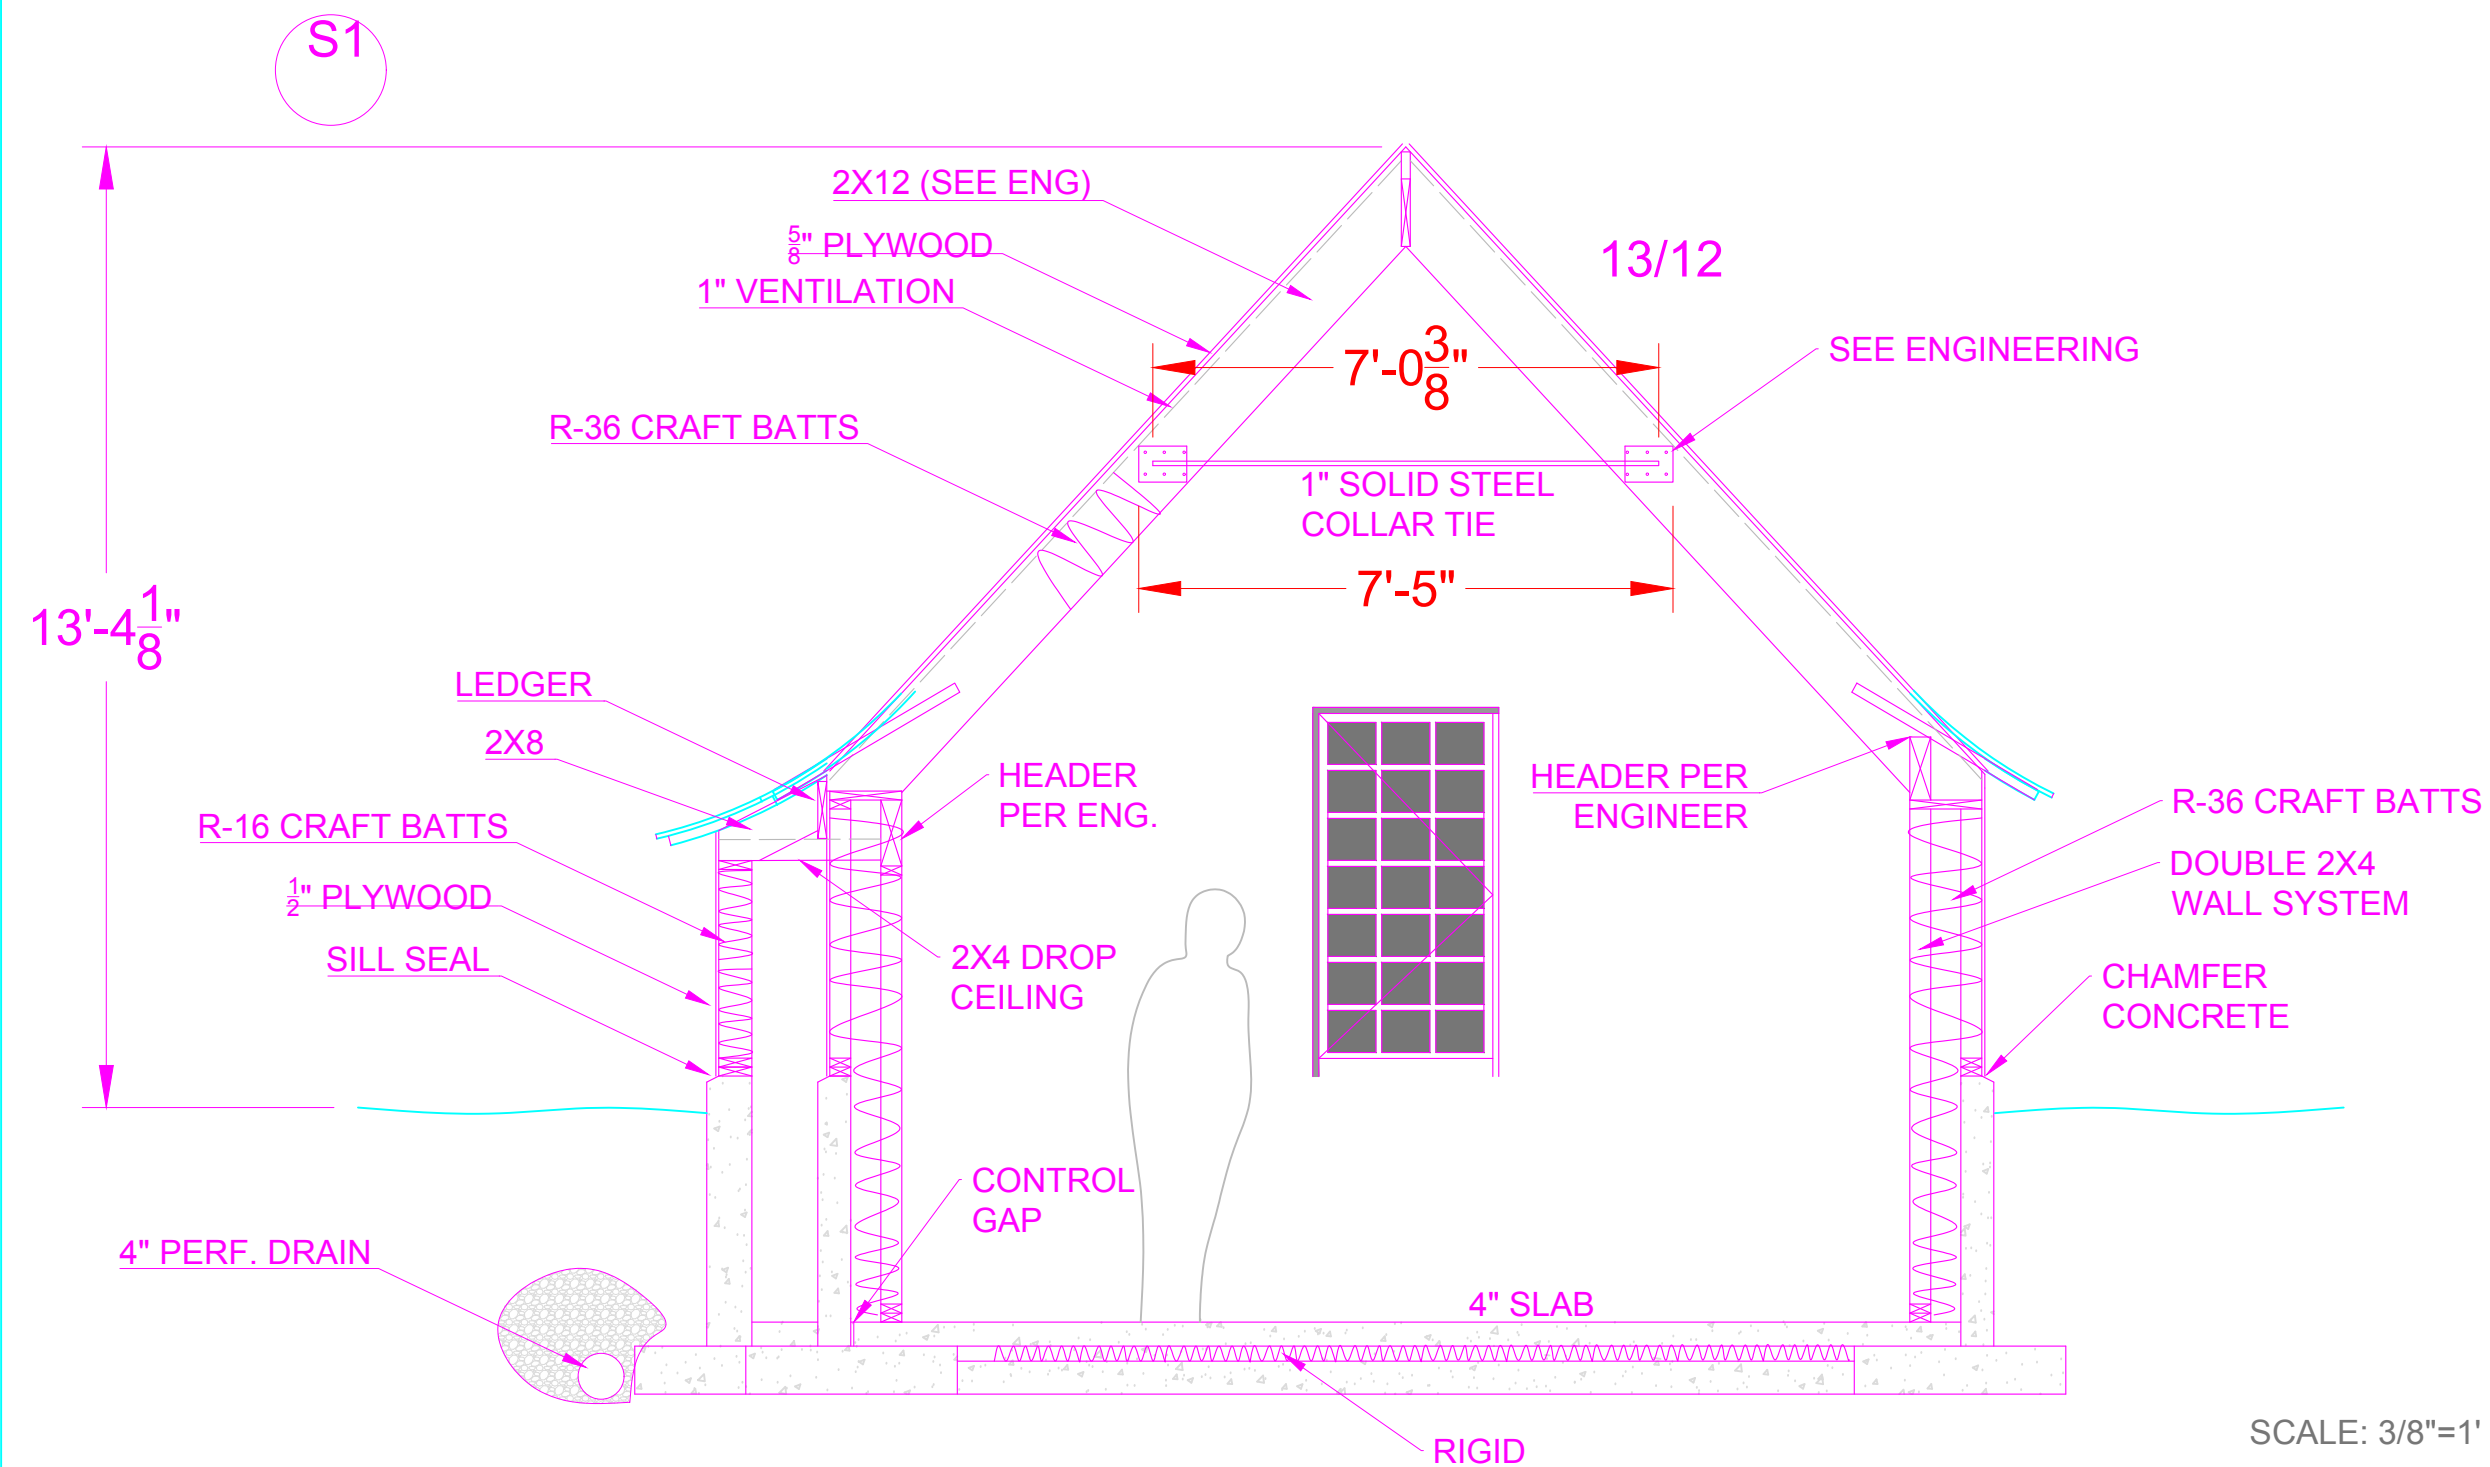 S1
2X12 (SEE ENG)
5/8" PLYWOOD
1" VENTILATION
13/12
7'-0 3/8"
SEE ENGINEERING
R-36 CRAFT BATTS
1" SOLID STEEL
COLLAR TIE
7'-5"
13'-4 1/8"
LEDGER
2X8
HEADER
PER ENG.
HEADER PER
ENGINEER
R-16 CRAFT BATTS
R-36 CRAFT BATTS
1/2" PLYWOOD
DOUBLE 2X4
WALL SYSTEM
SILL SEAL
2X4 DROP
CEILING
CHAMFER
CONCRETE
CONTROL
GAP
4" PERF. DRAIN
4" SLAB
RIGID
SCALE: 3/8"=1'